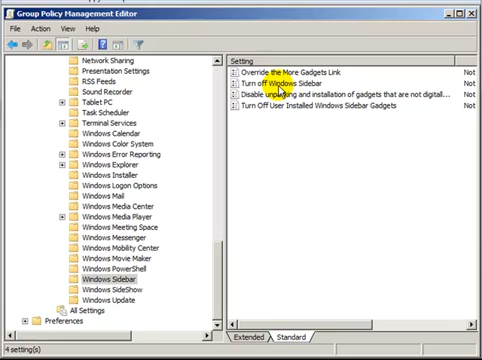 Group Policy Management Editor
File Action View Help
Network Sharing
Presentation Settings
RSS Feeds
Sound Recorder
Tablet PC
Task Scheduler
Terminal Services
Windows Calendar
Windows Color System
Windows Error Reporting
Windows Explorer
Windows Installer
Windows Logon Options
Windows Mail
Windows Media Center
Windows Media Player
Windows Meeting Space
Windows Messenger
Windows Mobility Center
Windows Movie Maker
Windows PowerShell
Windows Sidebar
Windows SideShow
Windows Update
All Settings
Preferences
Setting
Override the More Gadgets Link Not
Turn off Windows Sidebar Not
Disable unpacking and installation of gadgets that are not digitall... Not
Turn Off User Installed Windows Sidebar Gadgets Not
Extended Standard
4 setting(s)